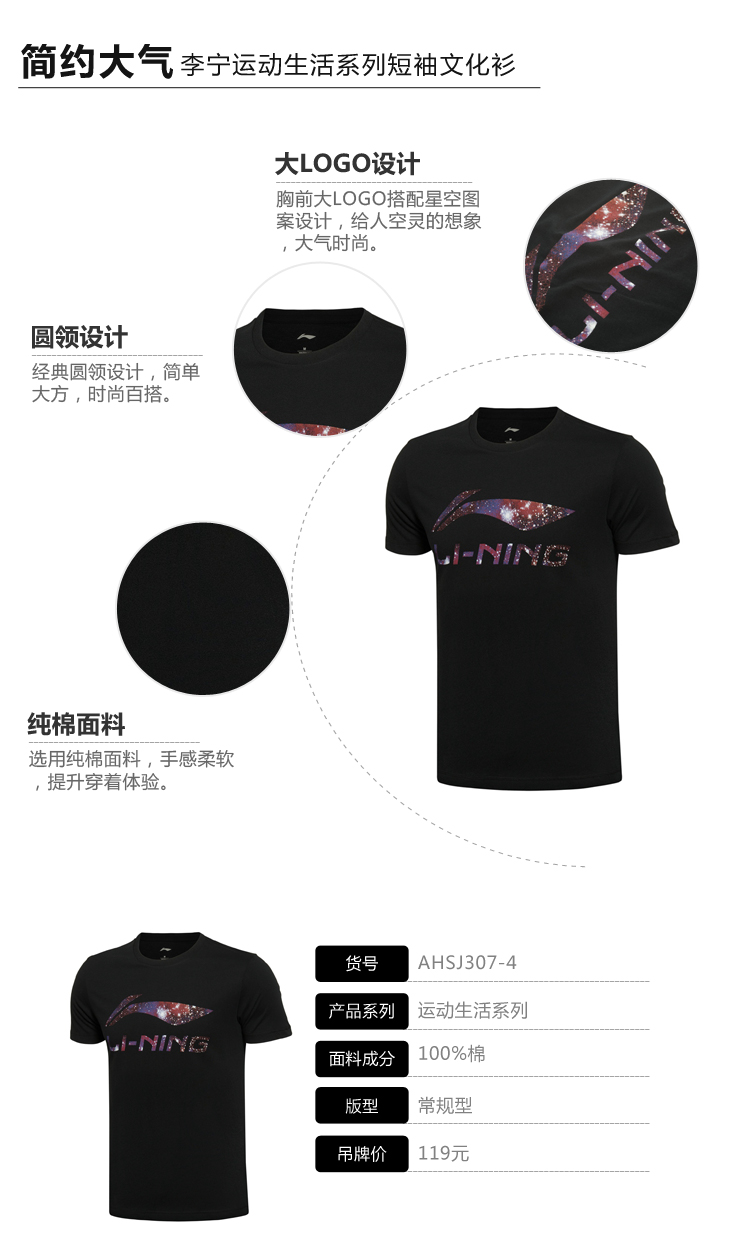 简约大气 李宁运动生活系列短袖文化衫
大LOGO设计
胸前大LOGO搭配星空图
案设计，给人空灵的想象
，大气时尚。
LI-NING
圆领设计
经典圆领设计，简单
大方，时尚百搭。
LI-NING
纯棉面料
选用纯棉面料，手感柔软
，提升穿着体验。
LI-NING
货号 AHSJ307-4
产品系列 运动生活系列
面料成分 100%棉
版型 常规型
吊牌价 119元